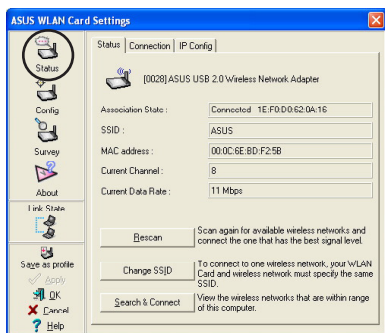 ASUS WLAN Card Settings
Status
Config
Survey
About
Link State
Save as profile
Apply
OK
Cancel
Help
Status Connection IP Config
[0028] ASUS USB 2.0 Wireless Network Adapter
Association State : Connected 1E:F0:D0:62:0A:16
SSID : ASUS
MAC address : 00:0C:6E:BD:F2:5B
Current Channel : 8
Current Data Rate : 11 Mbps
Rescan
Scan again for available wireless networks and
connect the one that has the best signal level.
Change SSID
To connect to one wireless network, your WLAN
Card and wireless network must specify the same
SSID.
Search & Connect
View the wireless networks that are within range
of this computer.